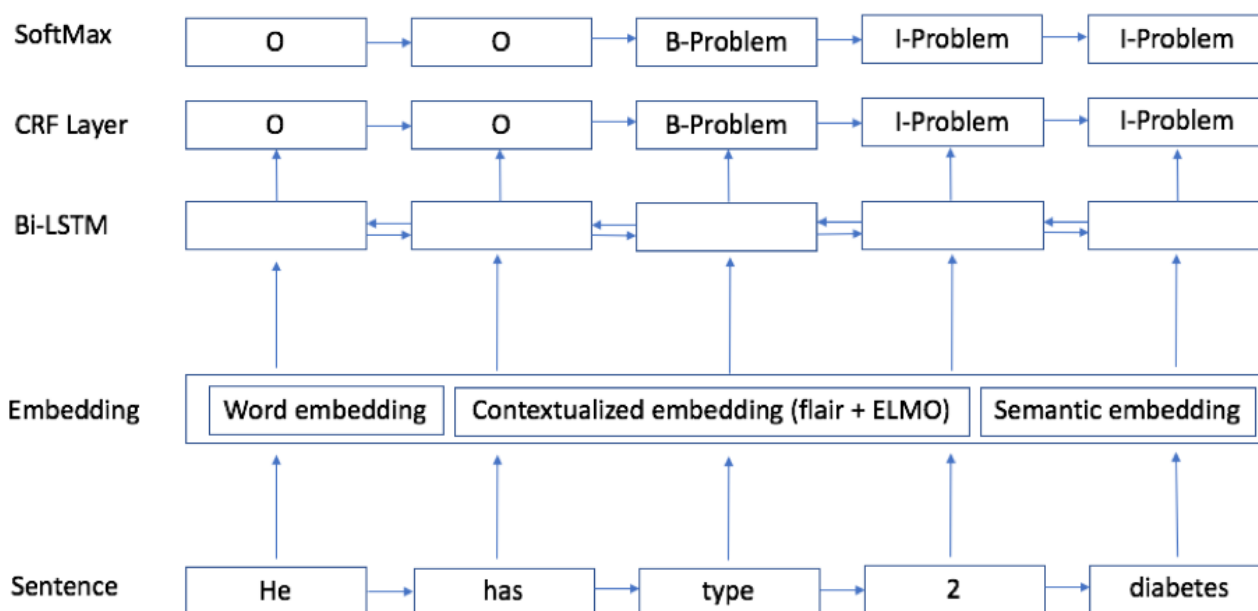 SoftMax O O B-Problem I-Problem I-Problem
CRF Layer O O B-Problem I-Problem I-Problem
Bi-LSTM
Embedding Word embedding Contextualized embedding (flair + ELMO) Semantic embedding
Sentence He has type 2 diabetes